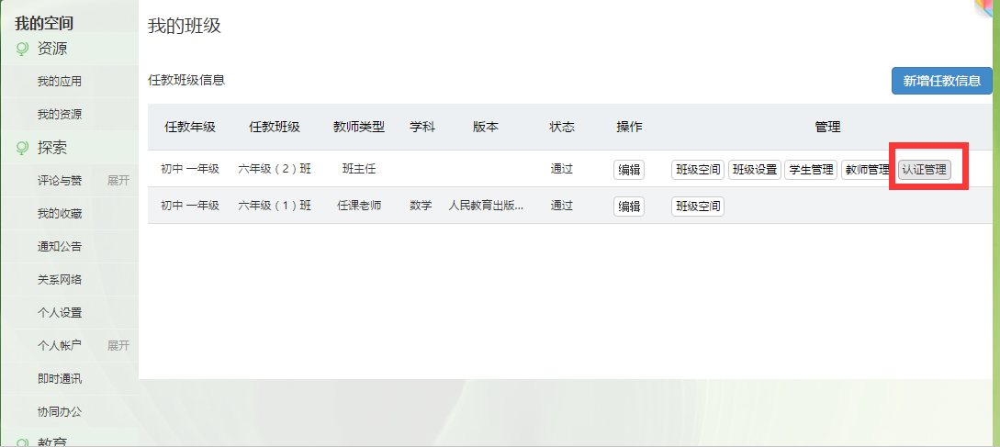 我的空间
资源
我的应用
我的资源
探索
评论与赞 展开
我的收藏
通知公告
关系网络
个人设置
个人帐户 展开
即时通讯
协同办公
教育
我的班级
任教班级信息 新增任教信息
任教年级 任教班级 教师类型 学科 版本 状态 操作 管理
初中 一年级 六年级（2）班 班主任 通过 编辑 班级空间 班级设置 学生管理 教师管理 认证管理
初中 一年级 六年级（1）班 任课老师 数学 人民教育出版... 通过 编辑 班级空间